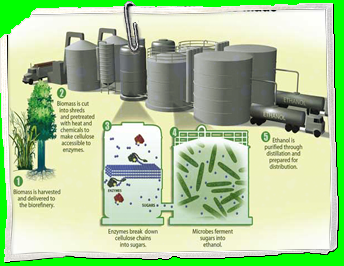 1
Biomass is harvested
and delivered to
the biorefinery.
2
Biomass is cut
into shreds
and pretreated
with heat and
chemicals to make
cellulose
accessible to
enzymes.
3
ENZYMES
SUGARS
Enzymes break down
cellulose chains
into sugars.
4
Microbes ferment
sugars into
ethanol.
5
Ethanol is
purified through
distillation and
prepared for
distribution.
ETHANOL
ETHANOL